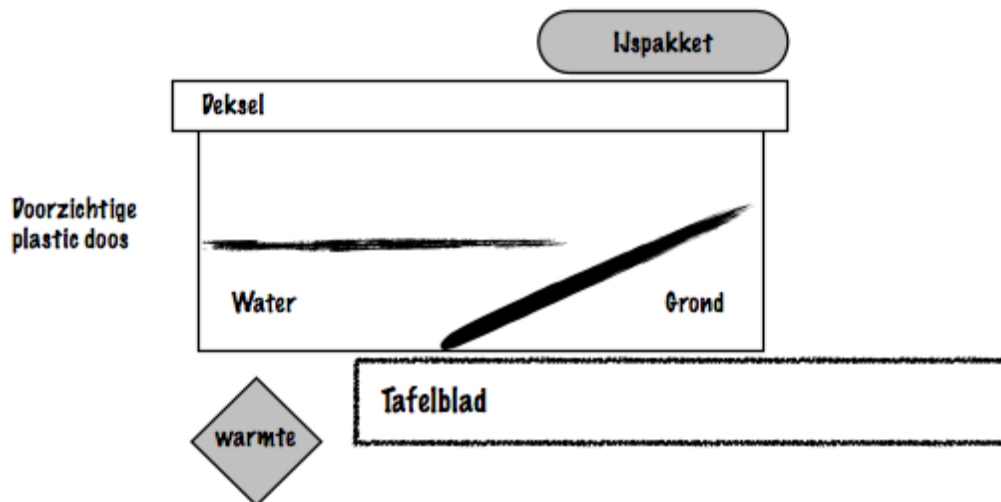 IJspakket
Deksel
Doorzichtige
plastic doos
Water
Grond
Tafelblad
warmte